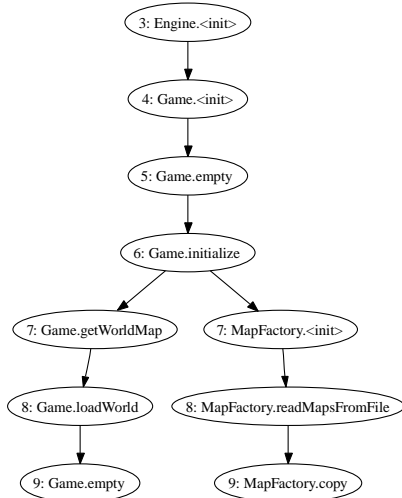 3: Engine.<init>
4: Game.<init>
5: Game.empty
6: Game.initialize
7: Game.getWorldMap
7: MapFactory.<init>
8: Game.loadWorld
8: MapFactory.readMapsFromFile
9: Game.empty
9: MapFactory.copy